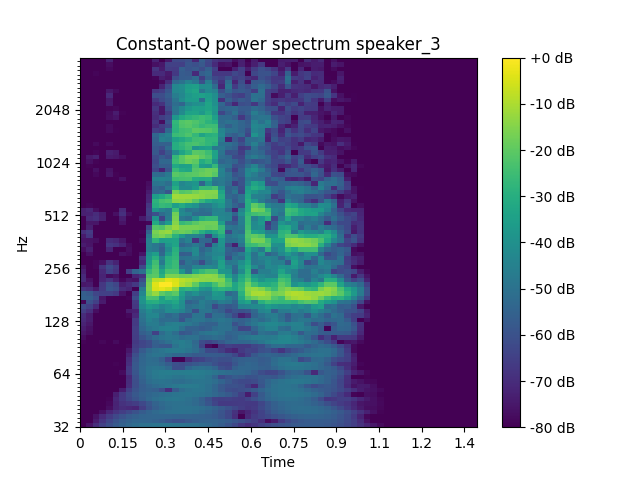 Constant-Q power spectrum speaker_3
Hz
2048
1024
512
256
128
64
32
0 0.15 0.3 0.45 0.6 0.75 0.9 1.1 1.2 1.4
Time
+0 dB
-10 dB
-20 dB
-30 dB
-40 dB
-50 dB
-60 dB
-70 dB
-80 dB